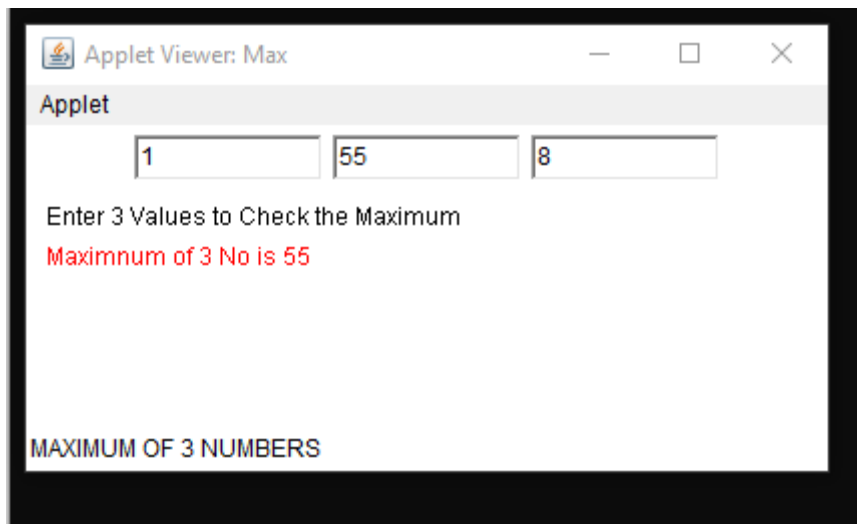 Applet Viewer: Max
Applet
1 55 8
Enter 3 Values to Check the Maximum
Maximnum of 3 No is 55
MAXIMUM OF 3 NUMBERS